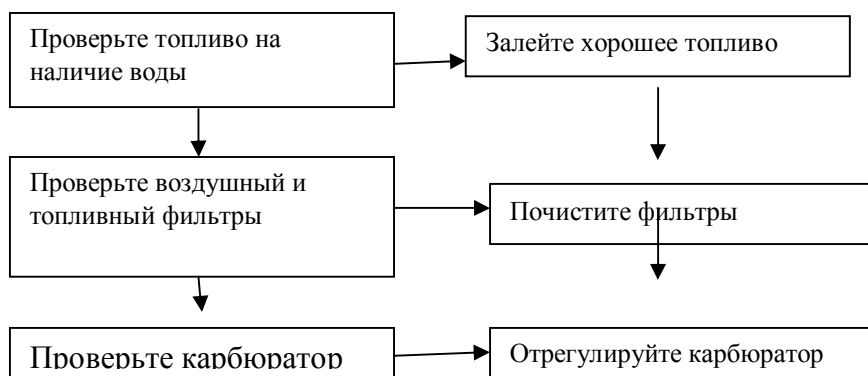 Проверьте топливо на
наличие воды
Залейте хорошее топливо
Проверьте воздушный и
топливный фильтры
Почистите фильтры
Проверьте карбюратор
Отрегулируйте карбюратор